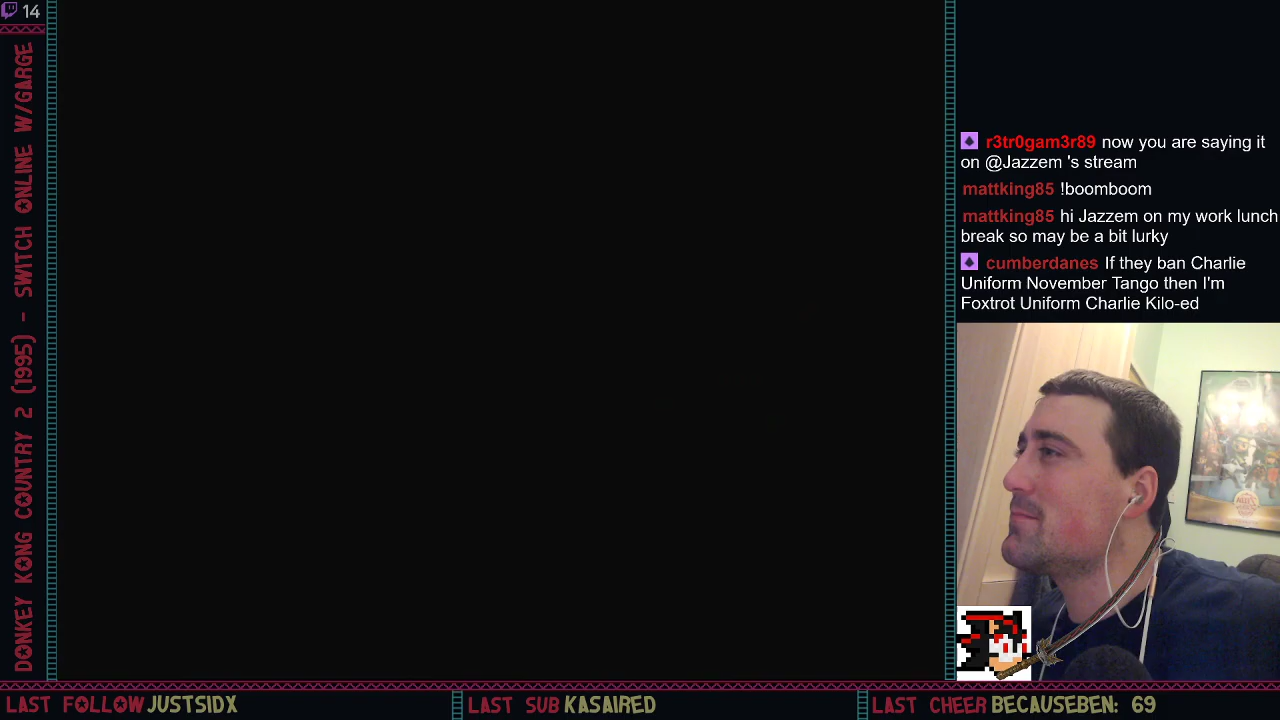 14
DONKEY KONG COUNTRY 2 (1995) - SWITCH ONLINE W/GARGE
r3tr0gam3r89 now you are saying it
on @Jazzem 's stream
mattking85 !boomboom
mattking85 hi Jazzem on my work lunch
break so may be a bit lurky
cumberdanes If they ban Charlie
Uniform November Tango then I'm
Foxtrot Uniform Charlie Kilo-ed
LAST FOLLOW JUSTSIDX
LAST SUB KASAIRED
LAST CHEER BECAUSEBEN: 69